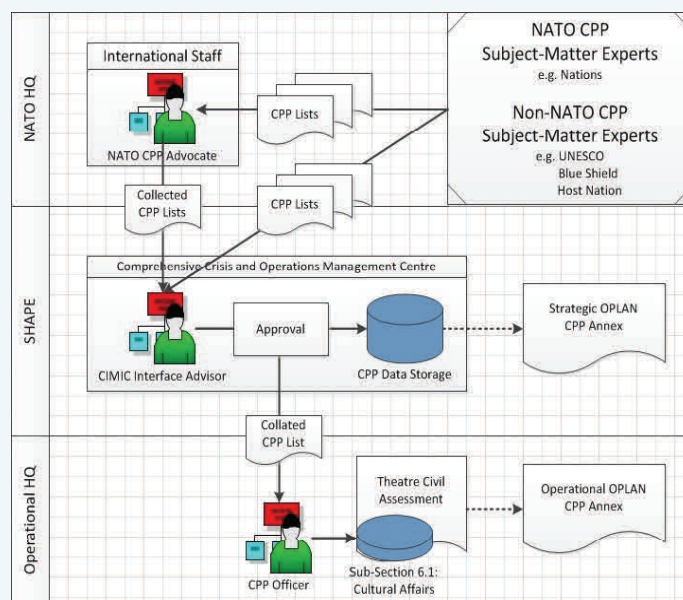 NATO HQ
International Staff
NATO CPP Advocate
CPP Lists
NATO CPP
Subject-Matter Experts
e.g. Nations
Non-NATO CPP
Subject-Matter Experts
e.g. UNESCO
Blue Shield
Host Nation
Collected
CPP Lists
CPP Lists
SHAPE
Comprehensive Crisis and Operations Management Centre
CIMIC Interface Advisor
Approval
CPP Data Storage
Strategic OPLAN
CPP Annex
Collated
CPP List
Operational HQ
CPP Officer
Theatre Civil
Assessment
Sub-Section 6.1:
Cultural Affairs
Operational OPLAN
CPP Annex